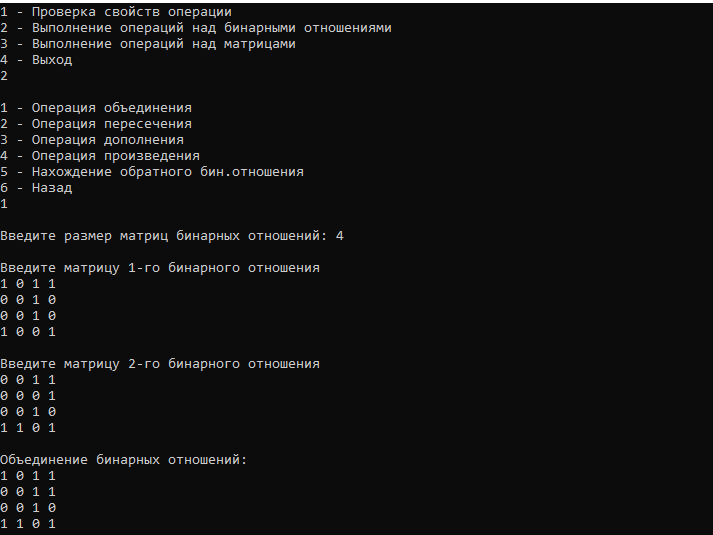 1 - Проверка свойств операции
2 - Выполнение операций над бинарными отношениями
3 - Выполнение операций над матрицами
4 - Выход
2
1 - Операция объединения
2 - Операция пересечения
3 - Операция дополнения
4 - Операция произведения
5 - Нахождение обратного бин.отношения
6 - Назад
1
Введите размер матриц бинарных отношений: 4
Введите матрицу 1-го бинарного отношения
1 0 1 1
0 0 1 0
0 0 1 0
1 0 0 1
Введите матрицу 2-го бинарного отношения
0 0 1 1
0 0 0 1
0 0 1 0
1 1 0 1
Объединение бинарных отношений:
1 0 1 1
0 0 1 1
0 0 1 0
1 1 0 1